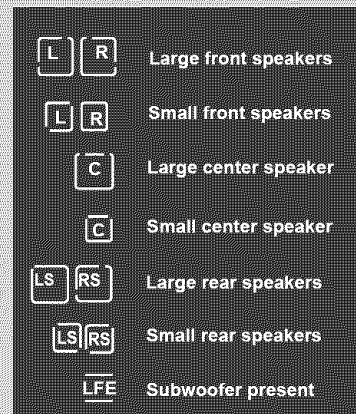 L R Large front speakers
L R Small front speakers
C Large center speaker
C Small center speaker
LS RS Large rear speakers
LS RS Small rear speakers
LFE Subwoofer present